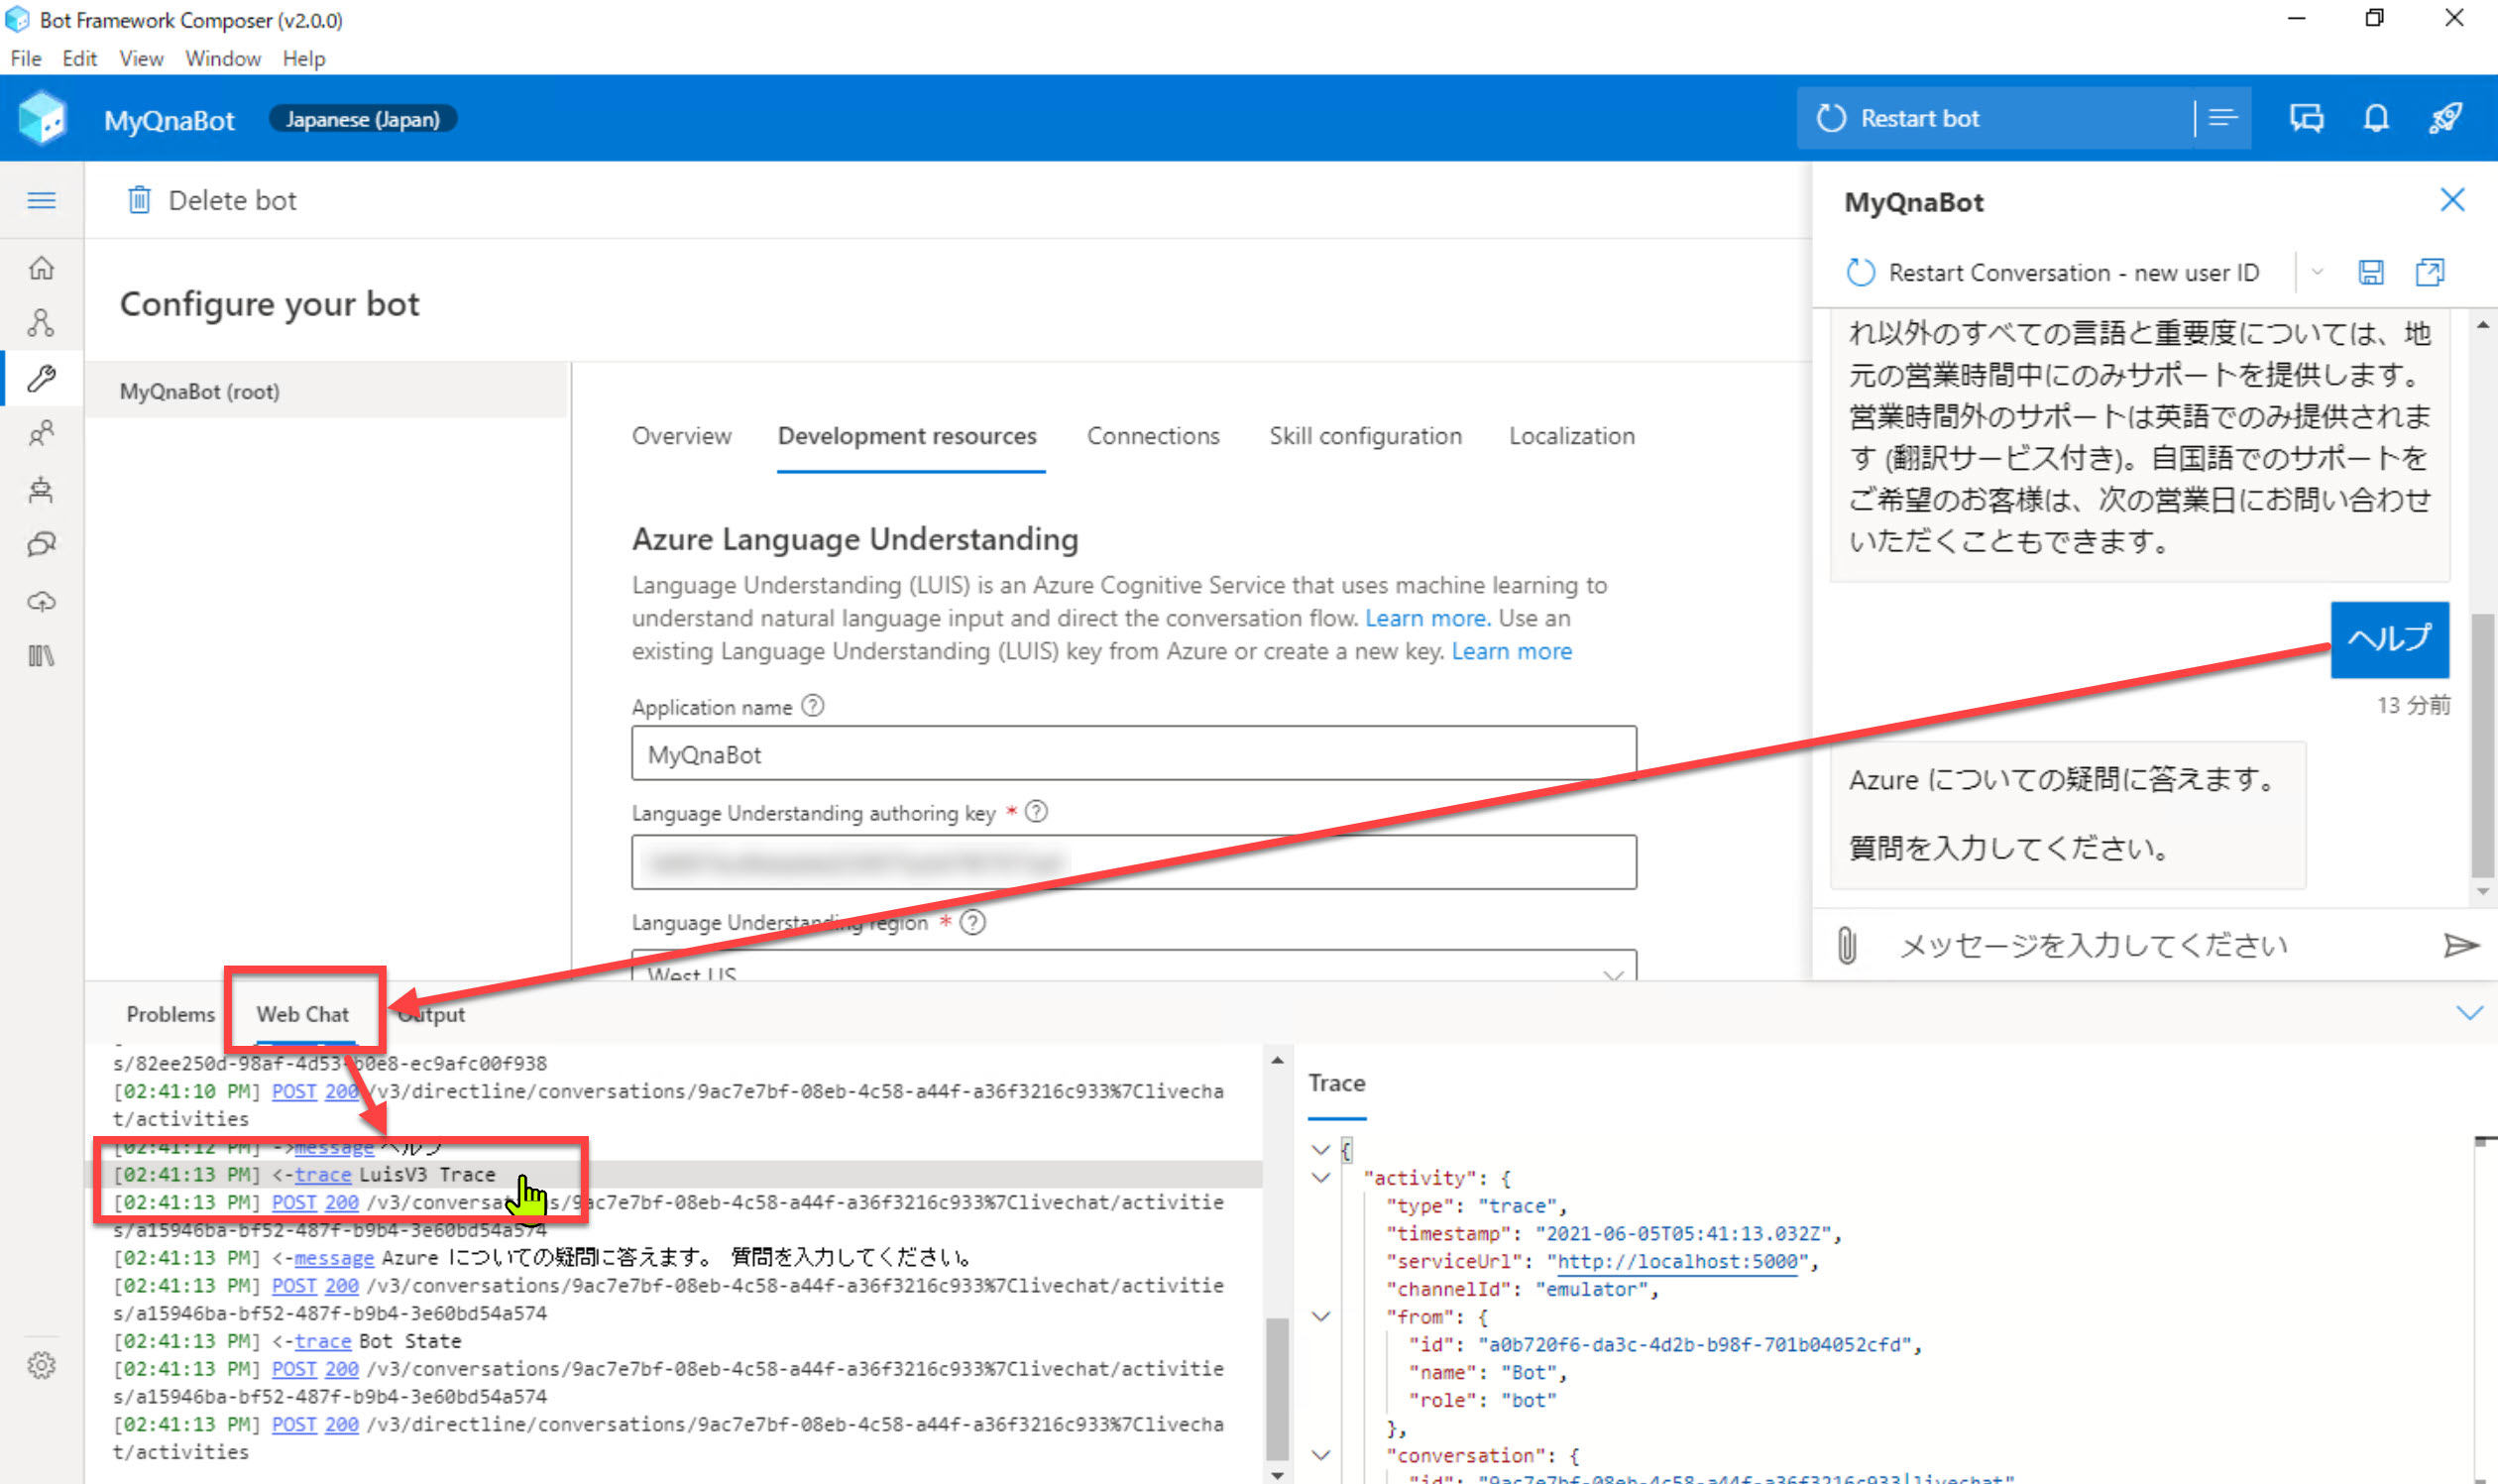 Bot Framework Composer (v2.0.0)
File Edit View Window Help
MyQnaBot
Japanese (Japan)
Restart bot
Delete bot
Configure your bot
MyQnaBot (root)
Overview
Development resources
Connections
Skill configuration
Localization
Azure Language Understanding
Language Understanding (LUIS) is an Azure Cognitive Service that uses machine learning to
understand natural language input and direct the conversation flow. Learn more. Use an
existing Language Understanding (LUIS) key from Azure or create a new key. Learn more
Application name
MyQnaBot
Language Understanding authoring key *
Language Understanding region *
West US
MyQnaBot
Restart Conversation - new user ID
れ以外のすべての言語と重要度については、地
元の営業時間中にのみサポートを提供します。
営業時間外のサポートは英語でのみ提供されま
す (翻訳サービス付き)。自国語でのサポートを
ご希望のお客様は、次の営業日にお問い合わせ
いただくこともできます。
ヘルプ
13 分前
Azure についての疑問に答えます。
質問を入力してください。
メッセージを入力してください
Problems
Web Chat
Output
s/82ee250d-98af-4d53-b0e8-ec9afc00f938
[02:41:10 PM] POST 200 /v3/directline/conversations/9ac7e7bf-08eb-4c58-a44f-a36f3216c933%7Clivecha
t/activities
[02:41:12 PM] ->message ヘルプ
[02:41:13 PM] <-trace LuisV3 Trace
[02:41:13 PM] POST 200 /v3/conversations/9ac7e7bf-08eb-4c58-a44f-a36f3216c933%7Clivechat/activitie
s/a15946ba-bf52-487f-b9b4-3e60bd54a574
[02:41:13 PM] <-message Azure についての疑問に答えます。 質問を入力してください。
[02:41:13 PM] POST 200 /v3/conversations/9ac7e7bf-08eb-4c58-a44f-a36f3216c933%7Clivechat/activitie
s/a15946ba-bf52-487f-b9b4-3e60bd54a574
[02:41:13 PM] <-trace Bot State
[02:41:13 PM] POST 200 /v3/conversations/9ac7e7bf-08eb-4c58-a44f-a36f3216c933%7Clivechat/activitie
s/a15946ba-bf52-487f-b9b4-3e60bd54a574
[02:41:13 PM] POST 200 /v3/directline/conversations/9ac7e7bf-08eb-4c58-a44f-a36f3216c933%7Clivecha
t/activities
Trace
{
"activity": {
"type": "trace",
"timestamp": "2021-06-05T05:41:13.032Z",
"serviceUrl": "http://localhost:5000",
"channelId": "emulator",
"from": {
"id": "a0b720f6-da3c-4d2b-b98f-701b04052cfd",
"name": "Bot",
"role": "bot"
},
"conversation": {
"id": "9ac7e7bf-08eb-4c58-a44f-a36f3216c933|livechat"